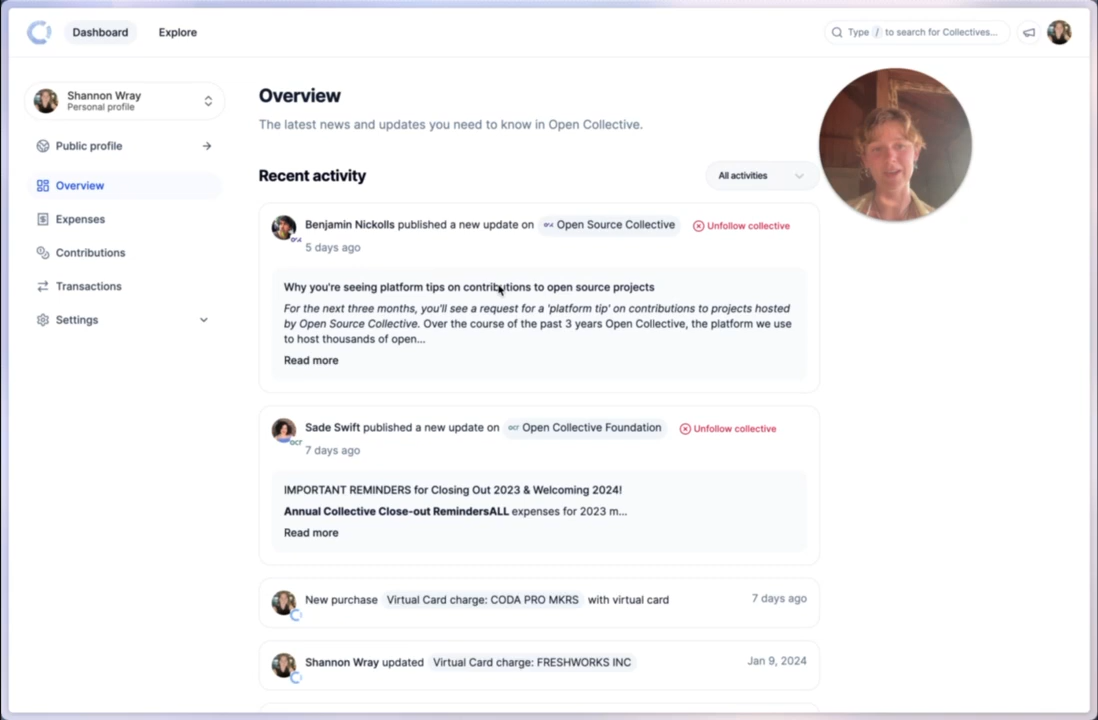 Dashboard
Explore
Type / to search for Collectives...
Shannon Wray
Personal profile
Public profile
Overview
Expenses
Contributions
Transactions
Settings
Overview
The latest news and updates you need to know in Open Collective.
Recent activity
All activities
Benjamin Nickolls published a new update on Open Source Collective Unfollow collective
5 days ago
Why you're seeing platform tips on contributions to open source projects
For the next three months, you'll see a request for a 'platform tip' on contributions to projects hosted
by Open Source Collective. Over the course of the past 3 years Open Collective, the platform we use
to host thousands of open...
Read more
Sade Swift published a new update on OCF Open Collective Foundation Unfollow collective
7 days ago
IMPORTANT REMINDERS for Closing Out 2023 & Welcoming 2024!
Annual Collective Close-out RemindersALL expenses for 2023 m...
Read more
New purchase Virtual Card charge: CODA PRO MKRS with virtual card 7 days ago
Shannon Wray updated Virtual Card charge: FRESHWORKS INC Jan 9, 2024